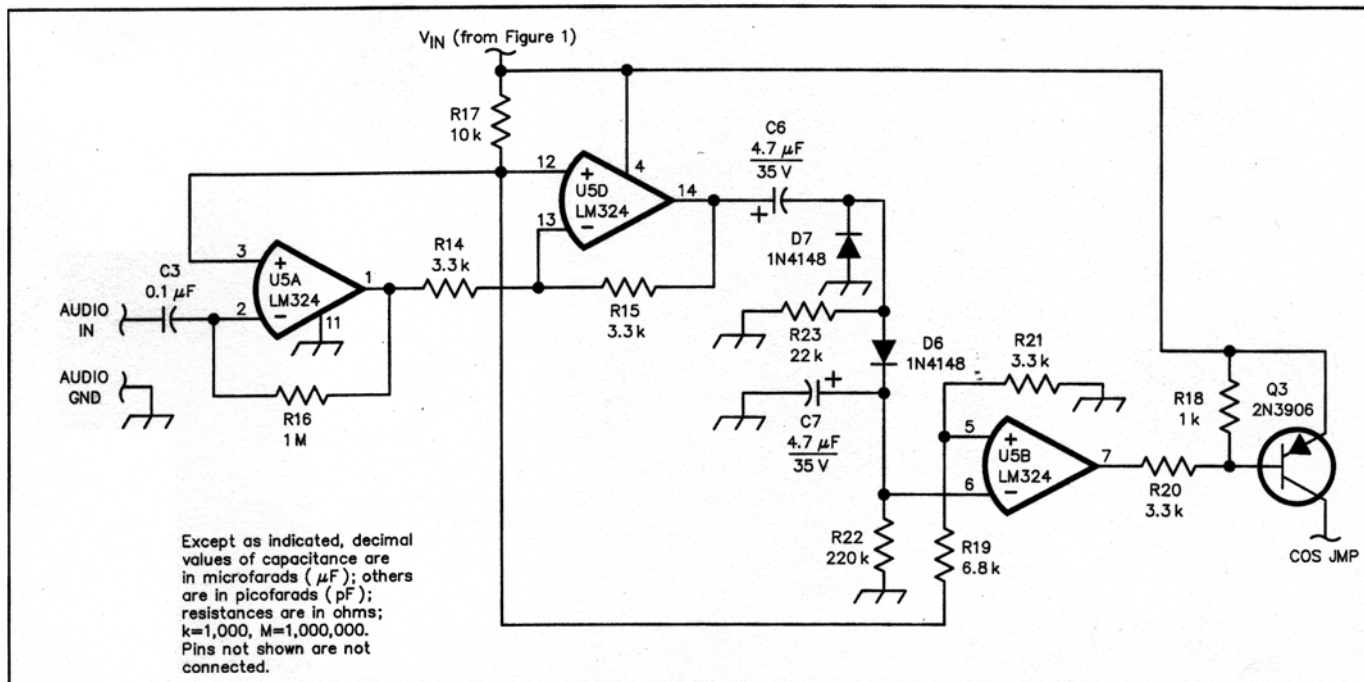 V_IN (from Figure 1)
R17
10 k
C6
4.7 μF
35 V
12
+
4
U5D
LM324
14
13
−
+
D7
1N4148
3
+
U5A
LM324
1
R14
3.3 k
C3
0.1 μF
AUDIO
IN
2
−
11
R15
3.3 k
R23
22 k
D6
1N4148
R21
3.3 k
AUDIO
GND
R16
1 M
+
C7
4.7 μF
35 V
R18
1 k
Q3
2N3906
5
+
U5B
LM324
7
6
−
R20
3.3 k
R22
220 k
R19
6.8 k
COS JMP
Except as indicated, decimal
values of capacitance are
in microfarads ( μF); others
are in picofarads ( pF);
resistances are in ohms;
k=1,000, M=1,000,000.
Pins not shown are not
connected.